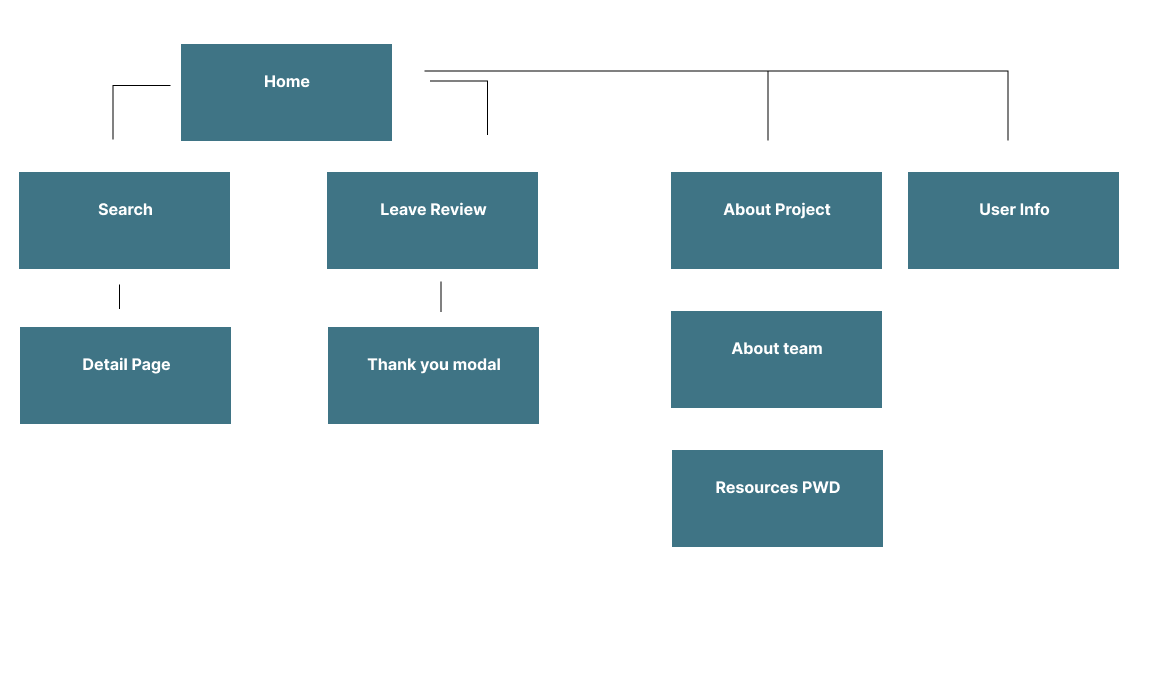 Home
Search
Leave Review
About Project
User Info
Detail Page
Thank you modal
About team
Resources PWD